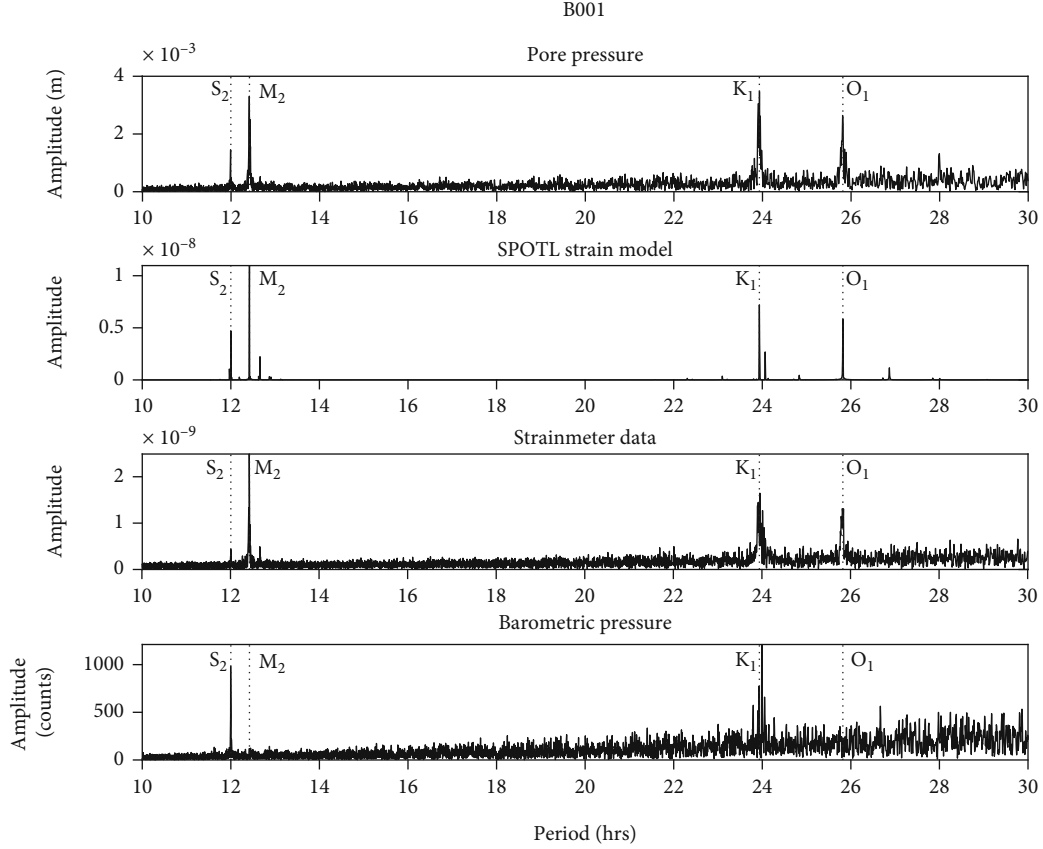 B001
× 10⁻³
Pore pressure
Amplitude (m)
4
2
0
S₂
M₂
K₁
O₁
10 12 14 16 18 20 22 24 26 28 30
× 10⁻⁸
SPOTL strain model
Amplitude
1
0.5
0
S₂
M₂
K₁
O₁
10 12 14 16 18 20 22 24 26 28 30
× 10⁻⁹
Strainmeter data
Amplitude
2
1
0
S₂
M₂
K₁
O₁
10 12 14 16 18 20 22 24 26 28 30
Barometric pressure
Amplitude
(counts)
1000
500
0
S₂
M₂
K₁
O₁
10 12 14 16 18 20 22 24 26 28 30
Period (hrs)